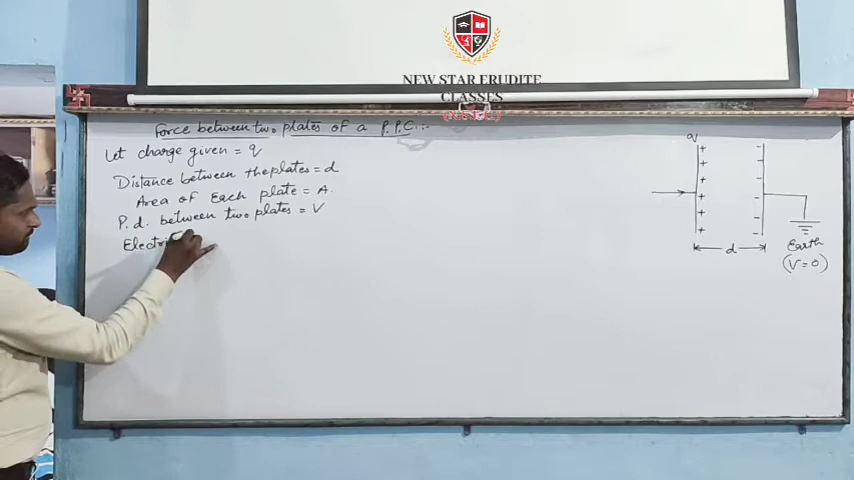 NEW STAR ERUDITE
CLASSES
Force between two plates of a P.P.C:-
Let charge given = q
Distance between the plates = d
Area of Each plate = A.
P.d. between two plates = V
Electri
q
d
Earth
(V=0)